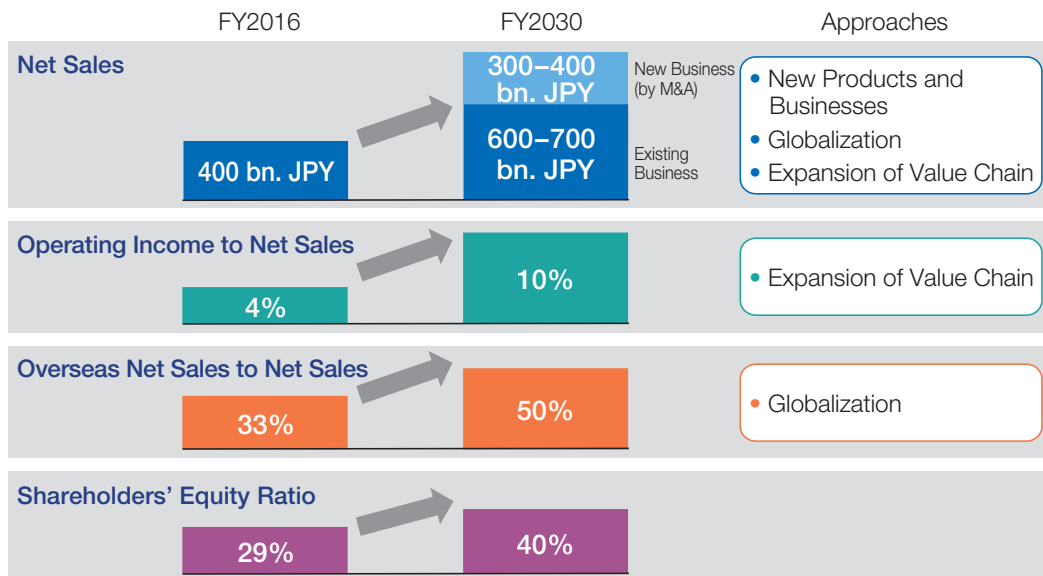 FY2016
FY2030
Approaches
Net Sales
400 bn. JPY
300–400
bn. JPY
New Business
(by M&A)
600–700
bn. JPY
Existing
Business
• New Products and
Businesses
• Globalization
• Expansion of Value Chain
Operating Income to Net Sales
4%
10%
• Expansion of Value Chain
Overseas Net Sales to Net Sales
33%
50%
• Globalization
Shareholders’ Equity Ratio
29%
40%